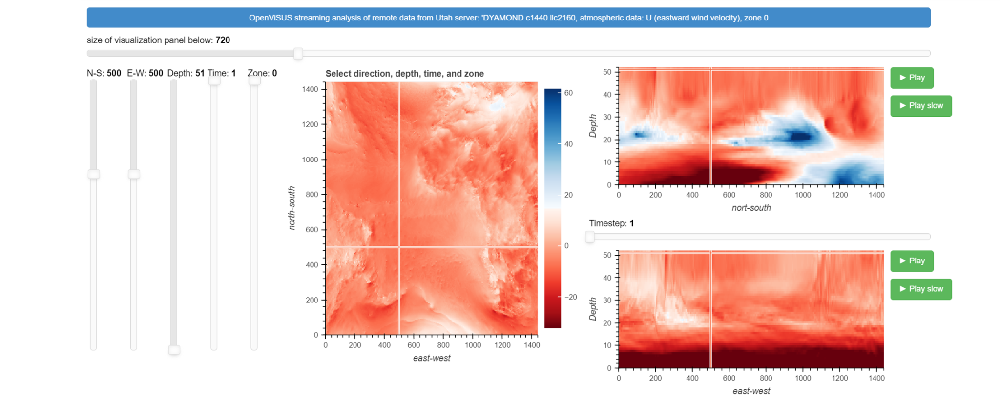 OpenViSUS streaming analysis of remote data from Utah server: 'DYAMOND c1440 llc2160, atmospheric data: U (eastward wind velocity), zone 0
size of visualization panel below: 720
N-S: 500 E-W: 500 Depth: 51 Time: 1 Zone: 0
Select direction, depth, time, and zone
1400
1200
1000
800
600
400
200
0
north-south
0 200 400 600 800 1000 1200 1400
east-west
60
40
20
0
−20
50
40
30
20
10
0
Depth
0 200 400 600 800 1000 1200 1400
nort-south
► Play
► Play slow
Timestep: 1
50
40
30
20
10
0
Depth
0 200 400 600 800 1000 1200 1400
east-west
► Play
► Play slow